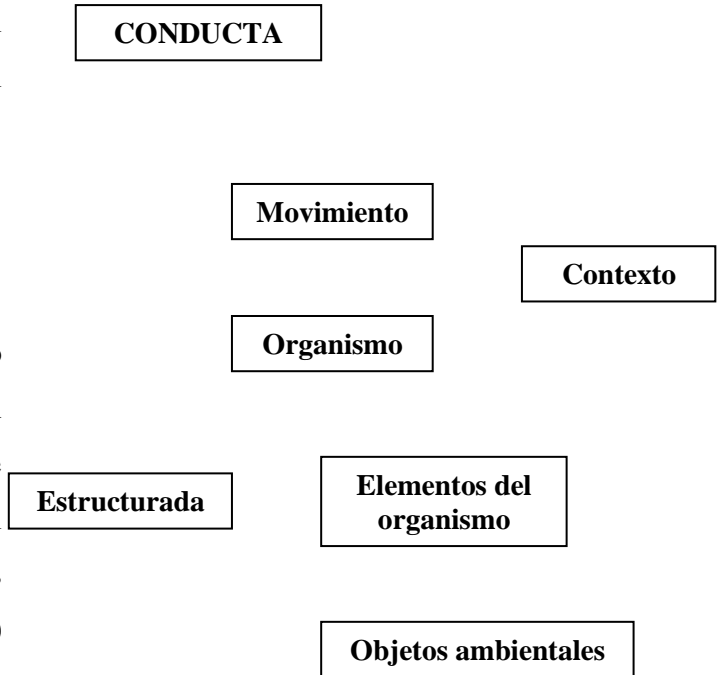 CONDUCTA
Movimiento
Contexto
Organismo
Estructurada
Elementos del
organismo
Objetos ambientales